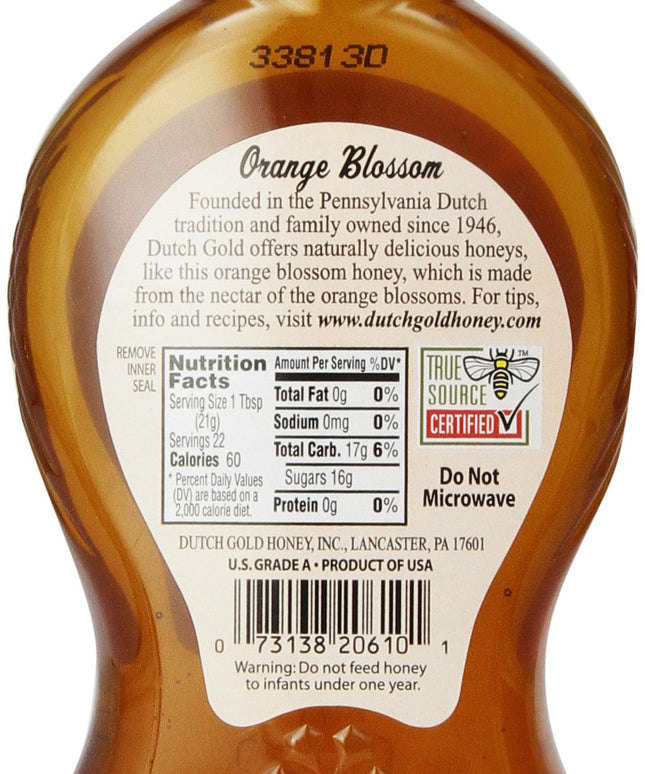 33813D
Orange Blossom
Founded in the Pennsylvania Dutch
tradition and family owned since 1946,
Dutch Gold offers naturally delicious honeys,
like this orange blossom honey, which is made
from the nectar of the orange blossoms. For tips,
info and recipes, visit www.dutchgoldhoney.com
REMOVE
INNER
SEAL
Nutrition
Facts
Serving Size 1 Tbsp
(21g)
Servings 22
Calories 60
* Percent Daily Values
(DV) are based on a
2,000 calorie diet.
Amount Per Serving %DV*
Total Fat 0g 0%
Sodium 0mg 0%
Total Carb. 17g 6%
Sugars 16g
Protein 0g 0%
TRUE
SOURCE
CERTIFIED
TM
Do Not
Microwave
DUTCH GOLD HONEY, INC., LANCASTER, PA 17601
U.S. GRADE A • PRODUCT OF USA
0 73138 20610 1
Warning: Do not feed honey
to infants under one year.